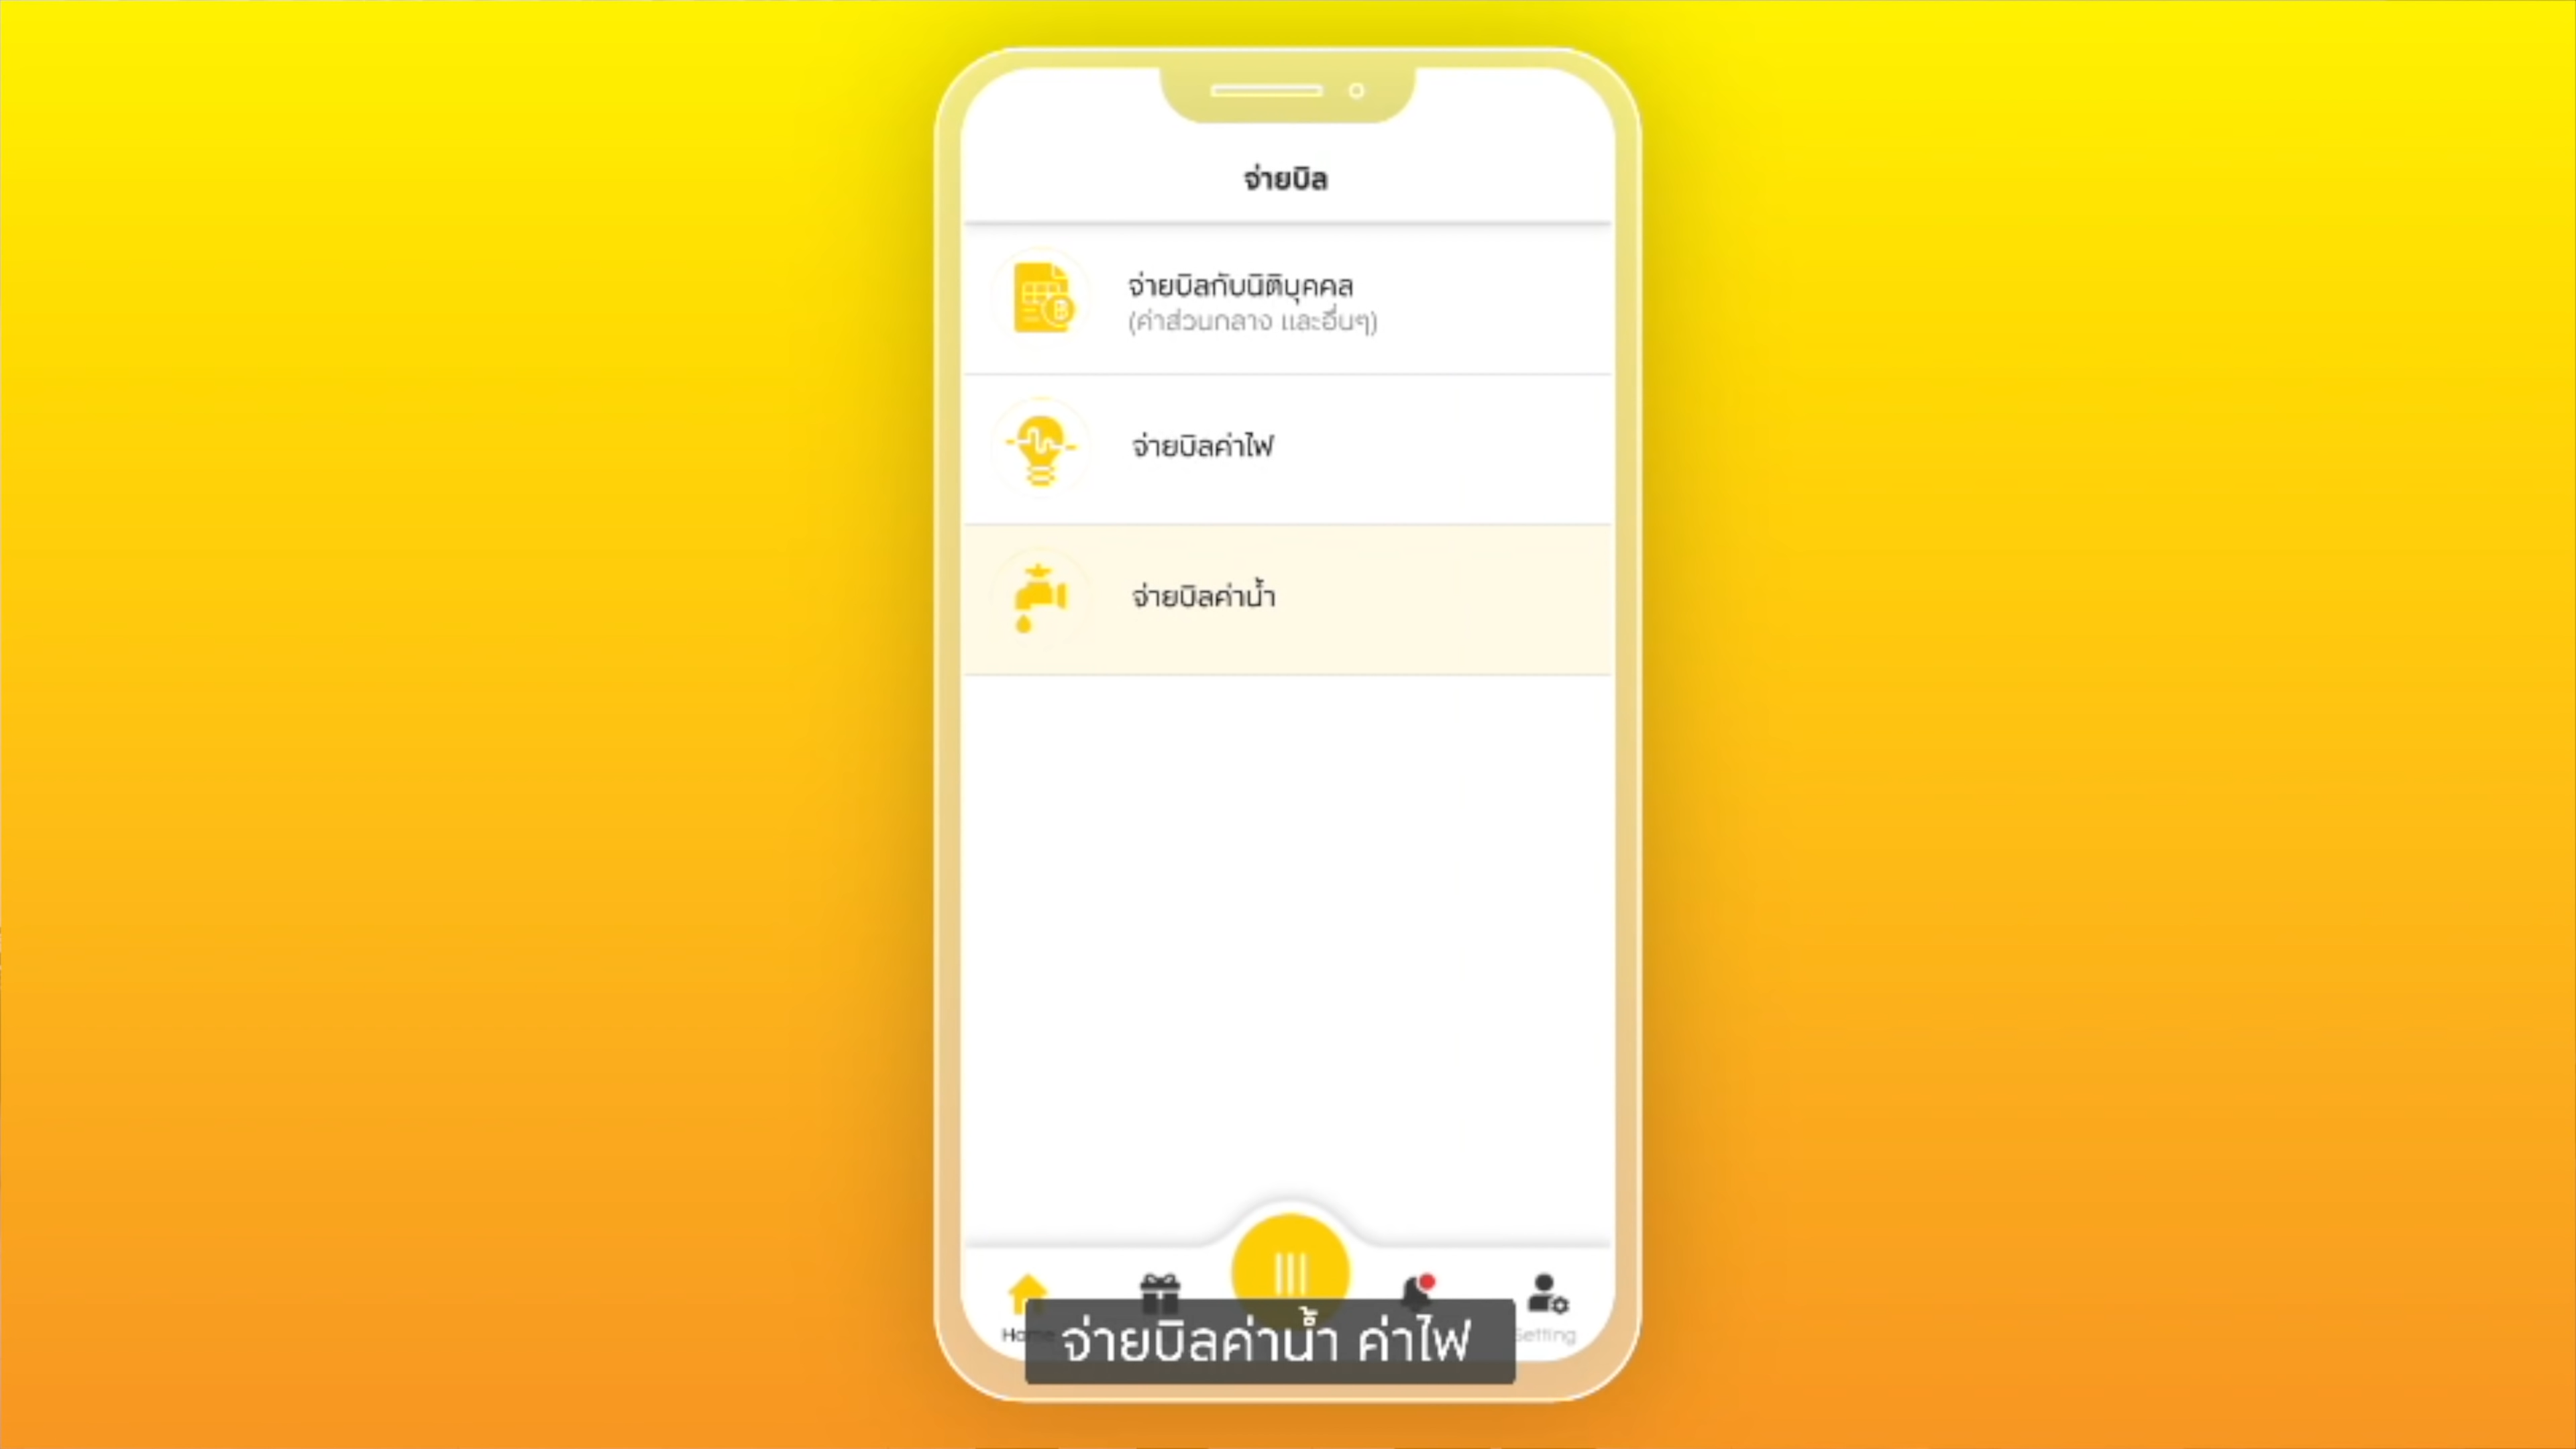 จ่ายบิล
จ่ายบิลกับนิติบุคคล
(ค่าส่วนกลาง และอื่นๆ)
จ่ายบิลค่าไฟ
จ่ายบิลค่าน้ำ
Home
Setting
จ่ายบิลค่าน้ำ ค่าไฟ